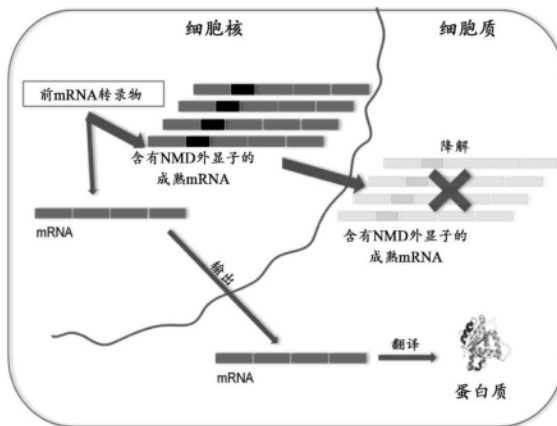 细胞核
细胞质
前mRNA转录物
含有NMD外显子的
成熟mRNA
降解
mRNA
含有NMD外显子的
成熟mRNA
输出
翻译
mRNA
蛋白质